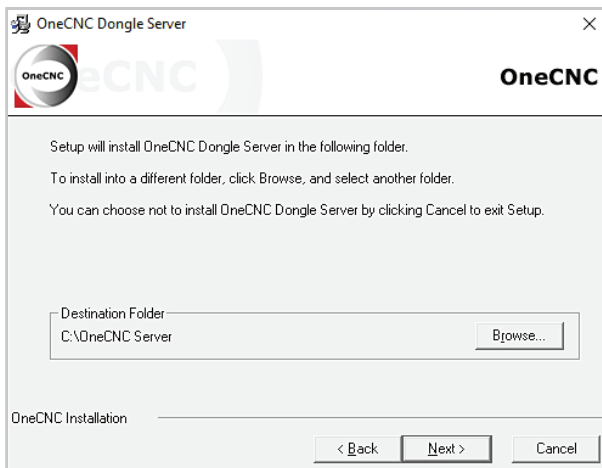 OneCNC Dongle Server
OneCNC
eCNC
OneCNC
Setup will install OneCNC Dongle Server in the following folder.
To install into a different folder, click Browse, and select another folder.
You can choose not to install OneCNC Dongle Server by clicking Cancel to exit Setup.
Destination Folder
C:\OneCNC Server
Browse...
OneCNC Installation
< Back
Next >
Cancel